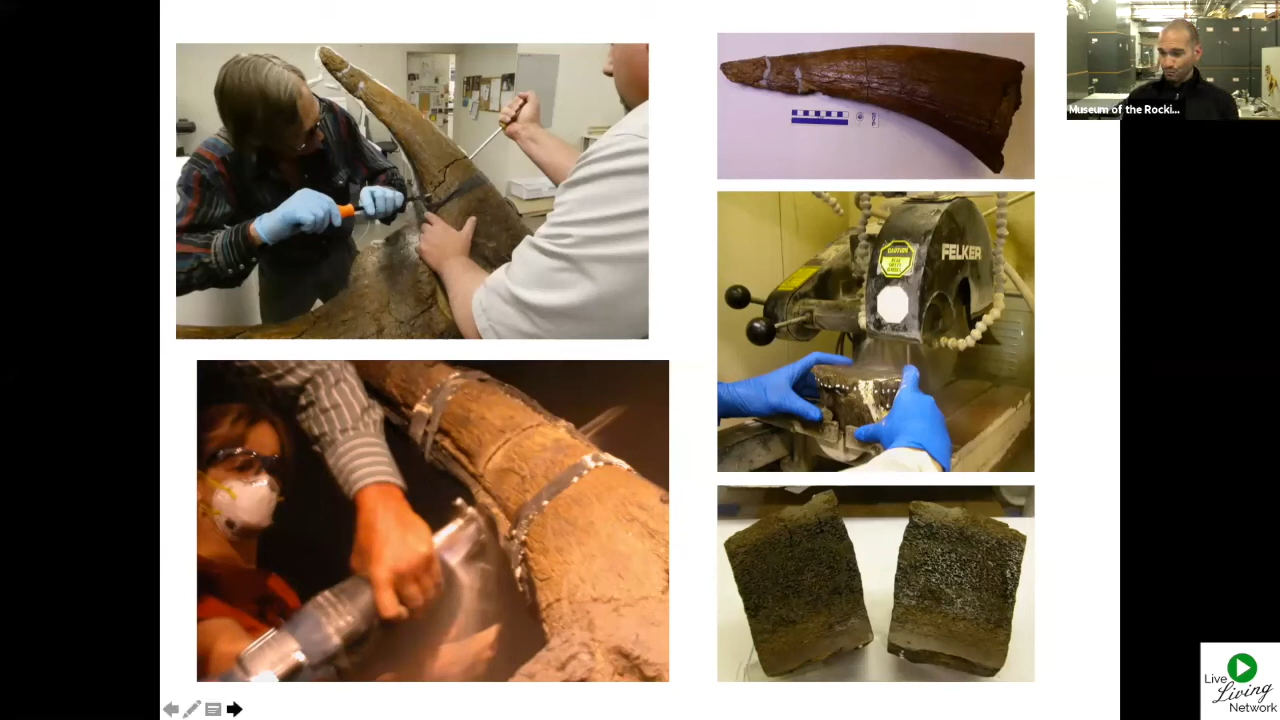 Museum of the Rocki...
CAUTION
FELKER
Live
Living
Network